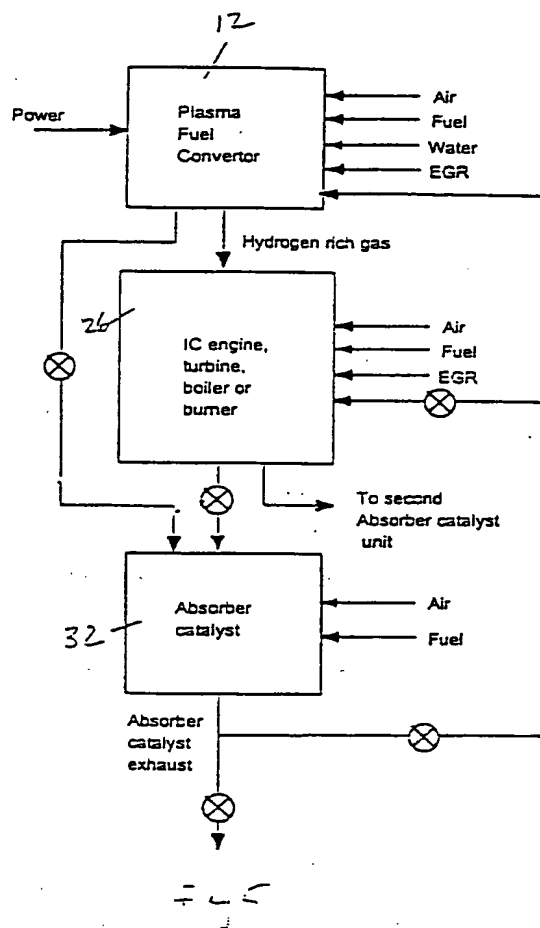 12
Power
Plasma
Fuel
Convertor
Air
Fuel
Water
EGR
Hydrogen rich gas
26
IC engine,
turbine,
boiler or
burner
Air
Fuel
EGR
To second
Absorber catalyst
unit
32
Absorber
catalyst
Air
Fuel
Absorber
catalyst
exhaust